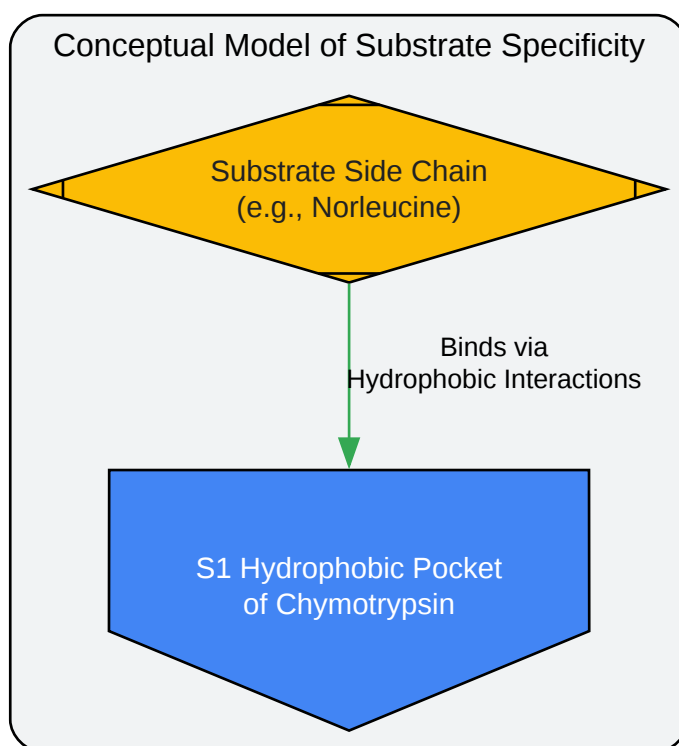 Conceptual Model of Substrate Specificity
Substrate Side Chain
(e.g., Norleucine)
Binds via
Hydrophobic Interactions
S1 Hydrophobic Pocket
of Chymotrypsin